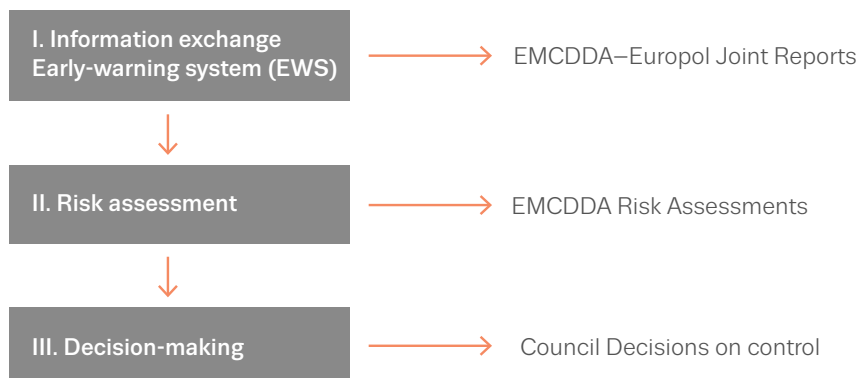 I. Information exchange
Early-warning system (EWS)
EMCDDA–Europol Joint Reports
II. Risk assessment
EMCDDA Risk Assessments
III. Decision-making
Council Decisions on control